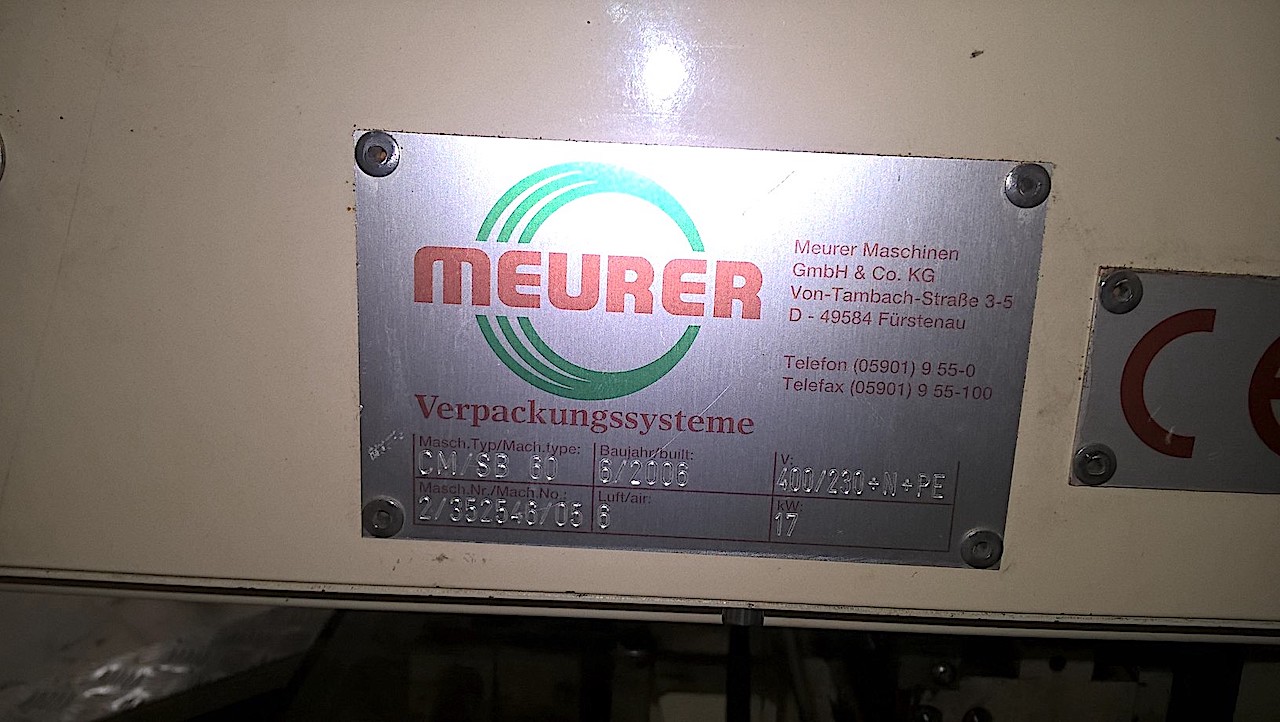 MEURER
Verpackungssysteme
Meurer Maschinen
GmbH & Co. KG
Von-Tambach-Straße 3-5
D - 49584 Fürstenau
Telefon (05901) 9 55-0
Telefax (05901) 9 55-100
Masch.Typ/Mach.type: Baujahr/built: V:
CM/SB 60 6/2006 400/230+N+PE
Masch.Nr./Mach.No.: Luft/air: kW:
2/352546/05 6 17
CE